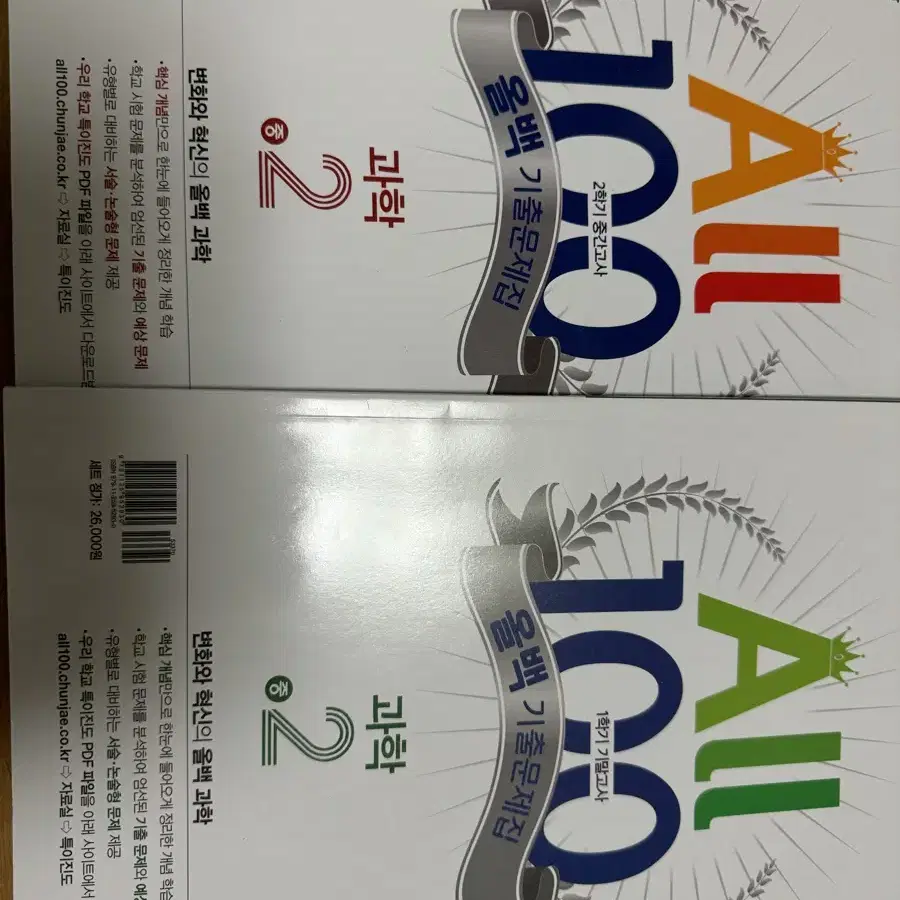 All
100
올백 기출문제집
2학기 중간고사
과학
중2
변화와 혁신의 올백 과학
·핵심 개념만으로 한눈에 들어오게 정리한 개념 학습
·학교 시험 문제를 분석하여 엄선된 기출 문제와 예상 문제
·유형별로 대비하는 서술·논술형 문제 제공
·우리 학교 특이진도 PDF 파일을 아래 사이트에서 다운로드
all100.chunjae.co.kr ⇨ 자료실 ⇨ 특이진도
All
100
올백 기출문제집
1학기 기말고사
과학
중2
변화와 혁신의 올백 과학
·핵심 개념만으로 한눈에 들어오게 정리한 개념 학습
·학교 시험 문제를 분석하여 엄선된 기출 문제와
·유형별로 대비하는 서술·논술형 문제 제공
·우리 학교 특이진도 PDF 파일을 아래 사이트에서
all100.chunjae.co.kr ⇨ 자료실 ⇨ 특이진도
세트 정가: 26,000원